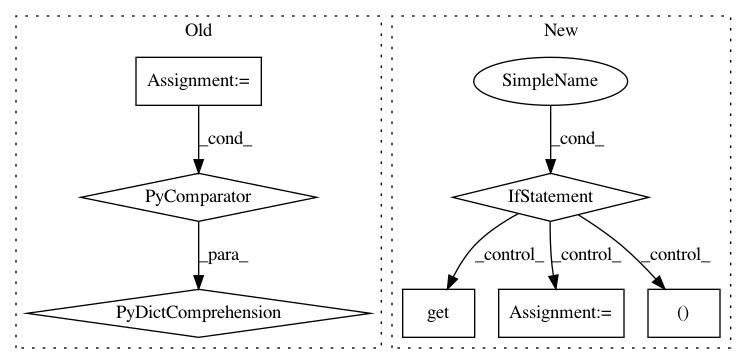 Old
New
Assignment:=
SimpleName
_cond_
_cond_
PyComparator
IfStatement
_para_
_control_
_control_
_control_
PyDictComprehension
get
Assignment:=
()